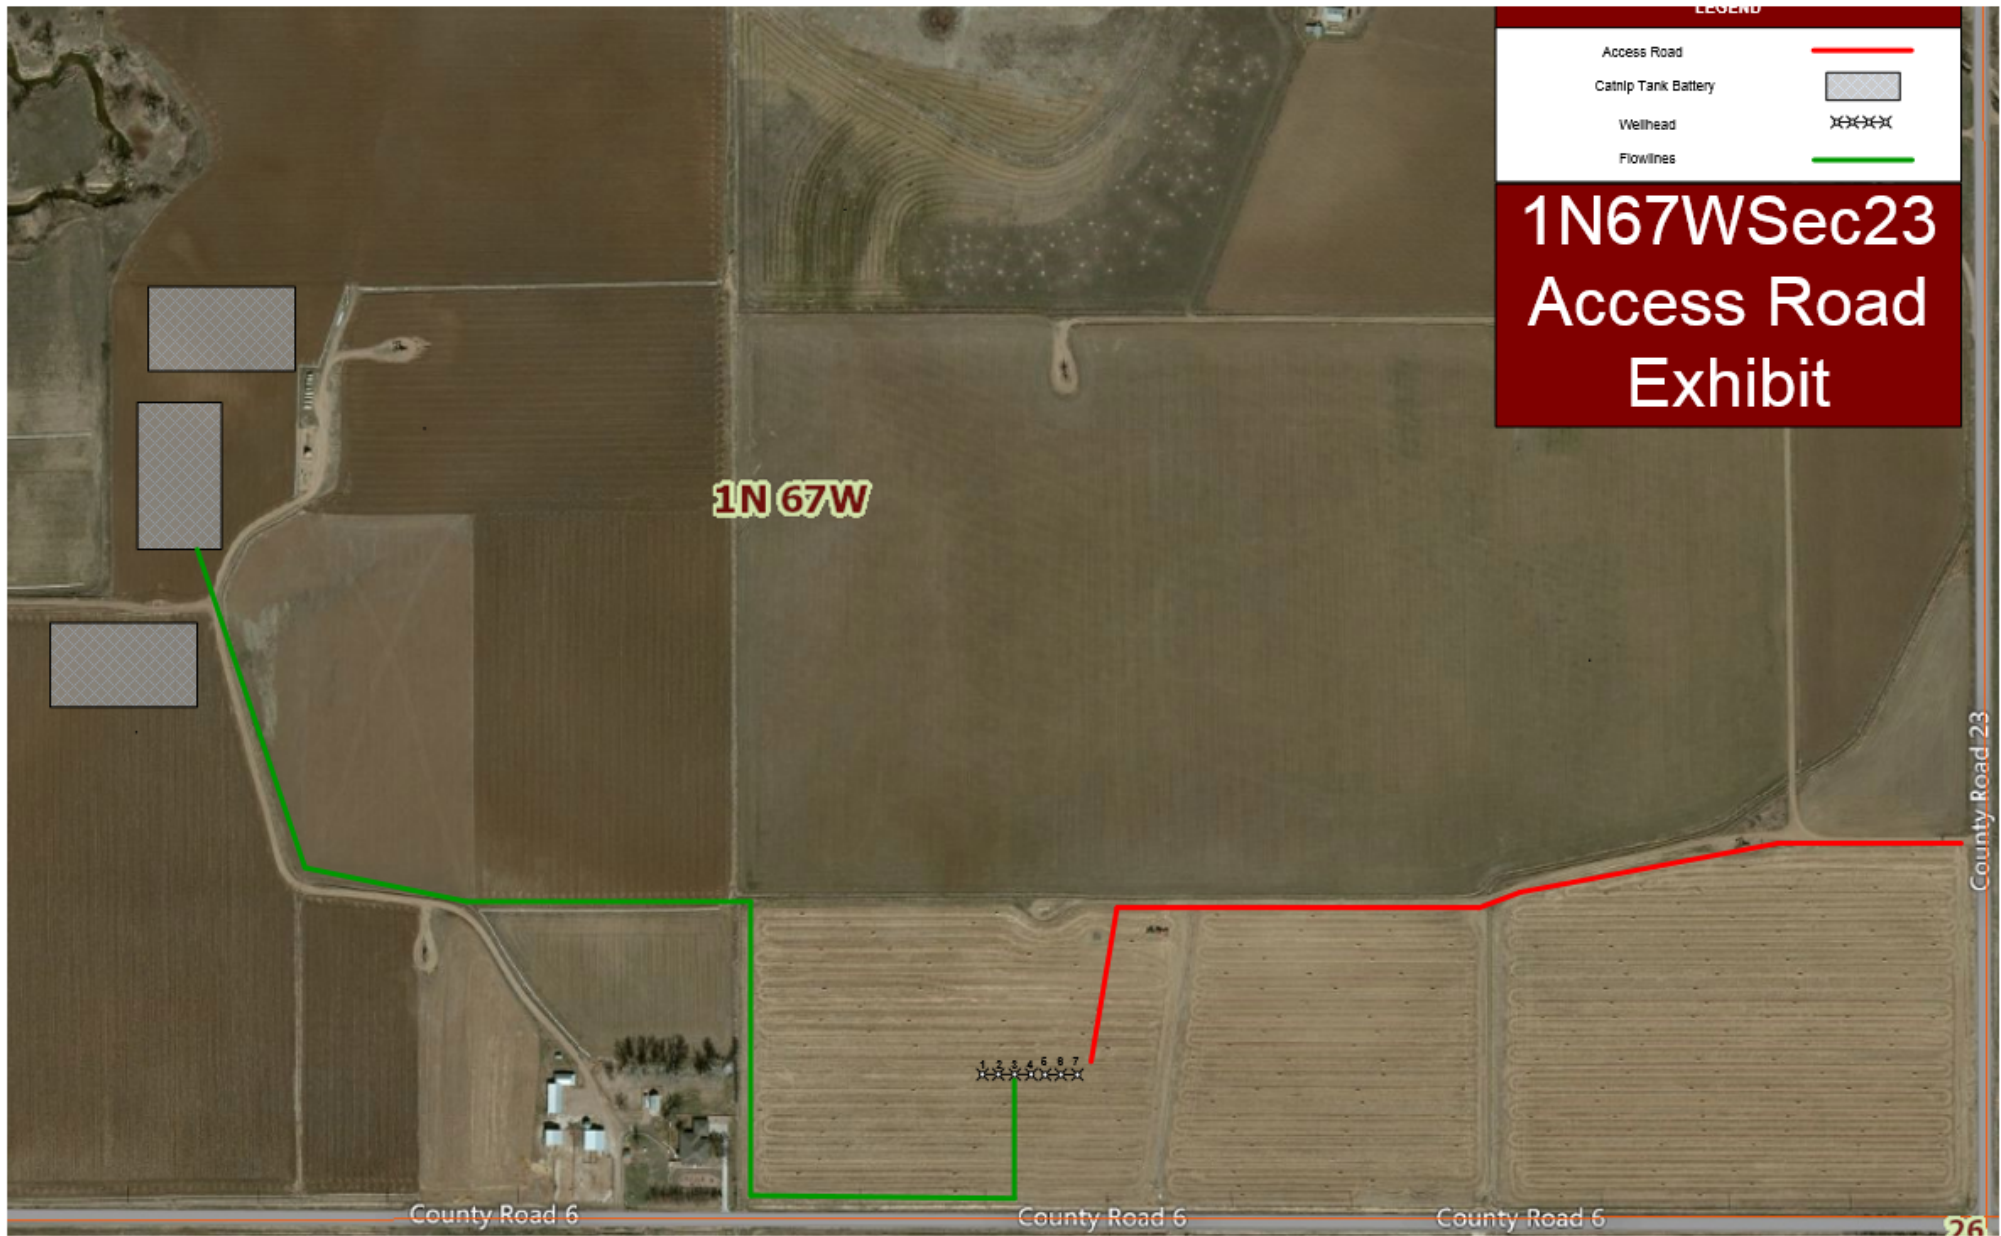 LEGEND
Access Road
Catnip Tank Battery
Wellhead
Flowlines
1N67WSec23
Access Road
Exhibit
1N 67W
County Road 23
1 2 3 4 5 6 7
County Road 6
County Road 6
County Road 6
26